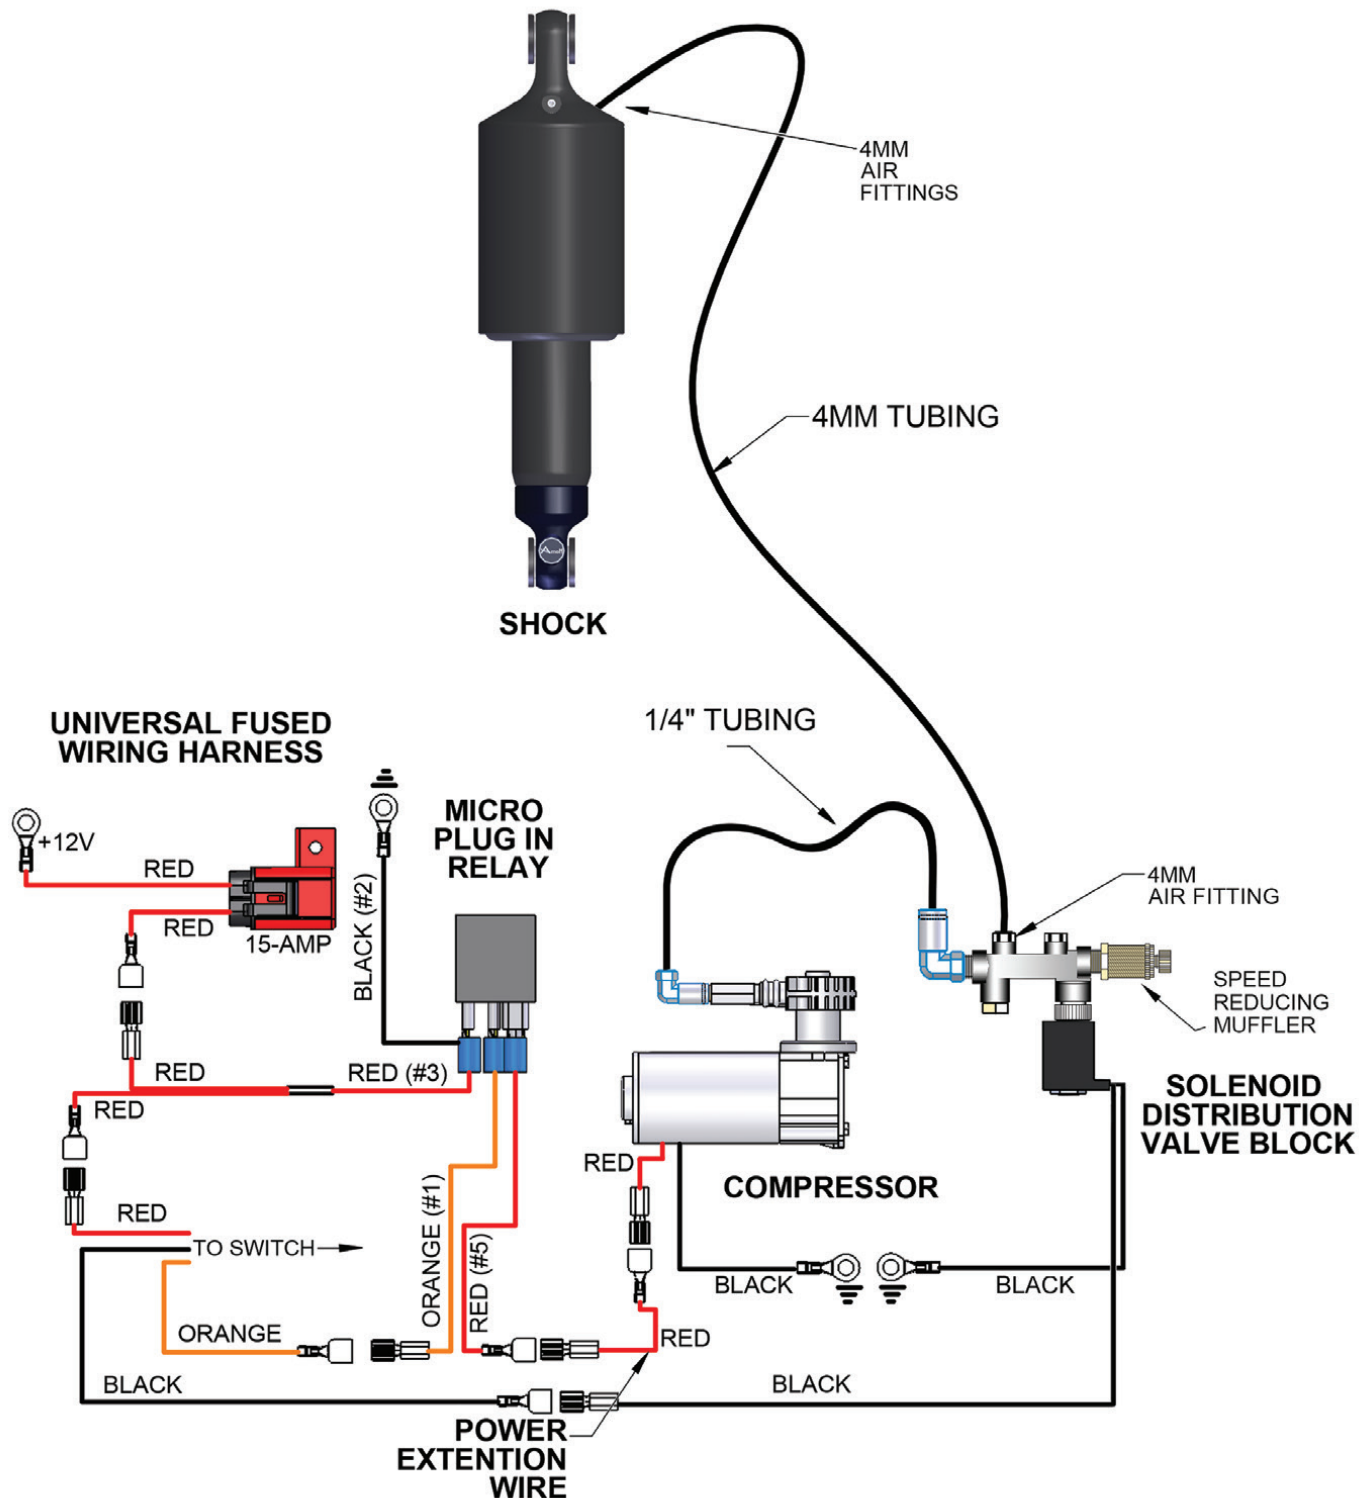 4MM
AIR
FITTINGS
4MM TUBING
SHOCK
UNIVERSAL FUSED
WIRING HARNESS
1/4" TUBING
+12V
RED
RED
15-AMP
BLACK (#2)
MICRO
PLUG IN
RELAY
4MM
AIR FITTING
SPEED
REDUCING
MUFFLER
SOLENOID
DISTRIBUTION
VALVE BLOCK
RED
RED (#3)
RED
RED
TO SWITCH
ORANGE
BLACK
ORANGE (#1)
RED (#5)
RED
COMPRESSOR
BLACK
BLACK
RED
BLACK
POWER
EXTENTION
WIRE